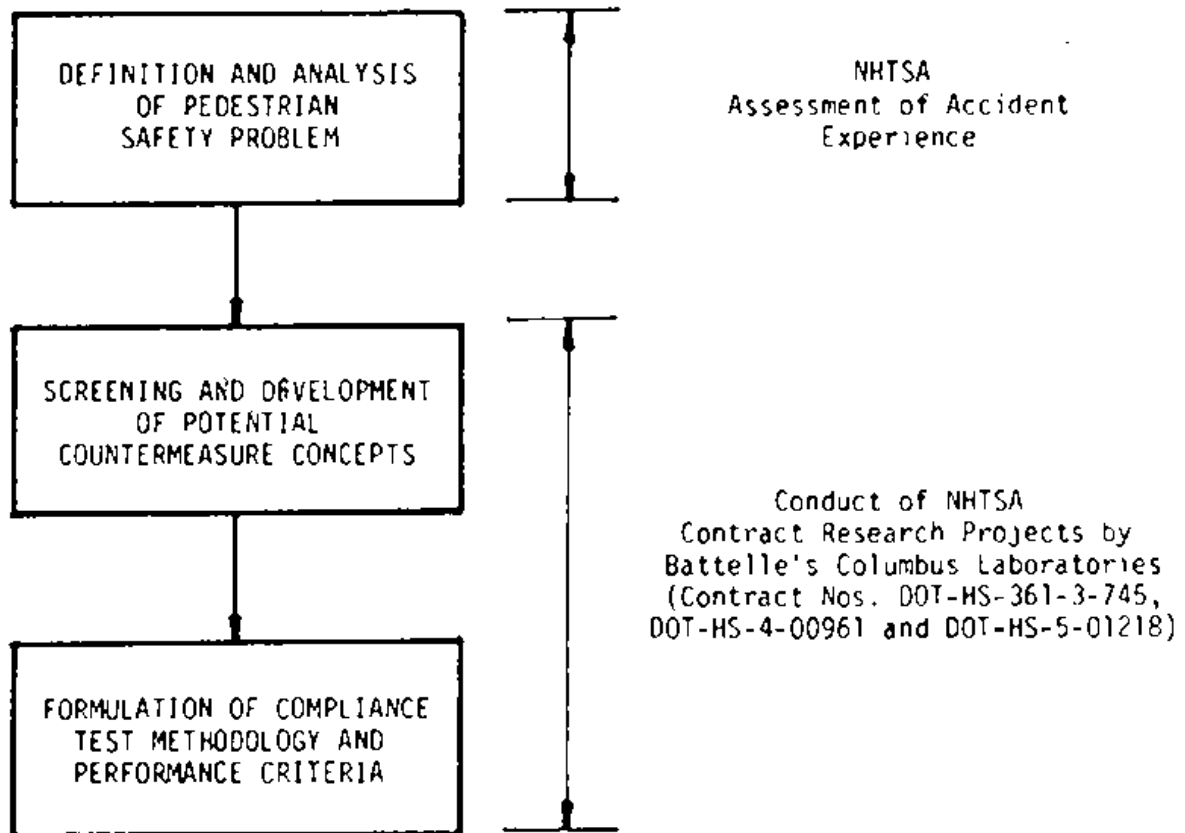 DEFINITION AND ANALYSIS
OF PEDESTRIAN
SAFETY PROBLEM
NHTSA
Assessment of Accident
Experience
SCREENING AND DEVELOPMENT
OF POTENTIAL
COUNTERMEASURE CONCEPTS
Conduct of NHTSA
Contract Research Projects by
Battelle's Columbus Laboratories
(Contract Nos. DOT-HS-361-3-745,
DOT-HS-4-00961 and DOT-HS-5-01218)
FORMULATION OF COMPLIANCE
TEST METHODOLOGY AND
PERFORMANCE CRITERIA